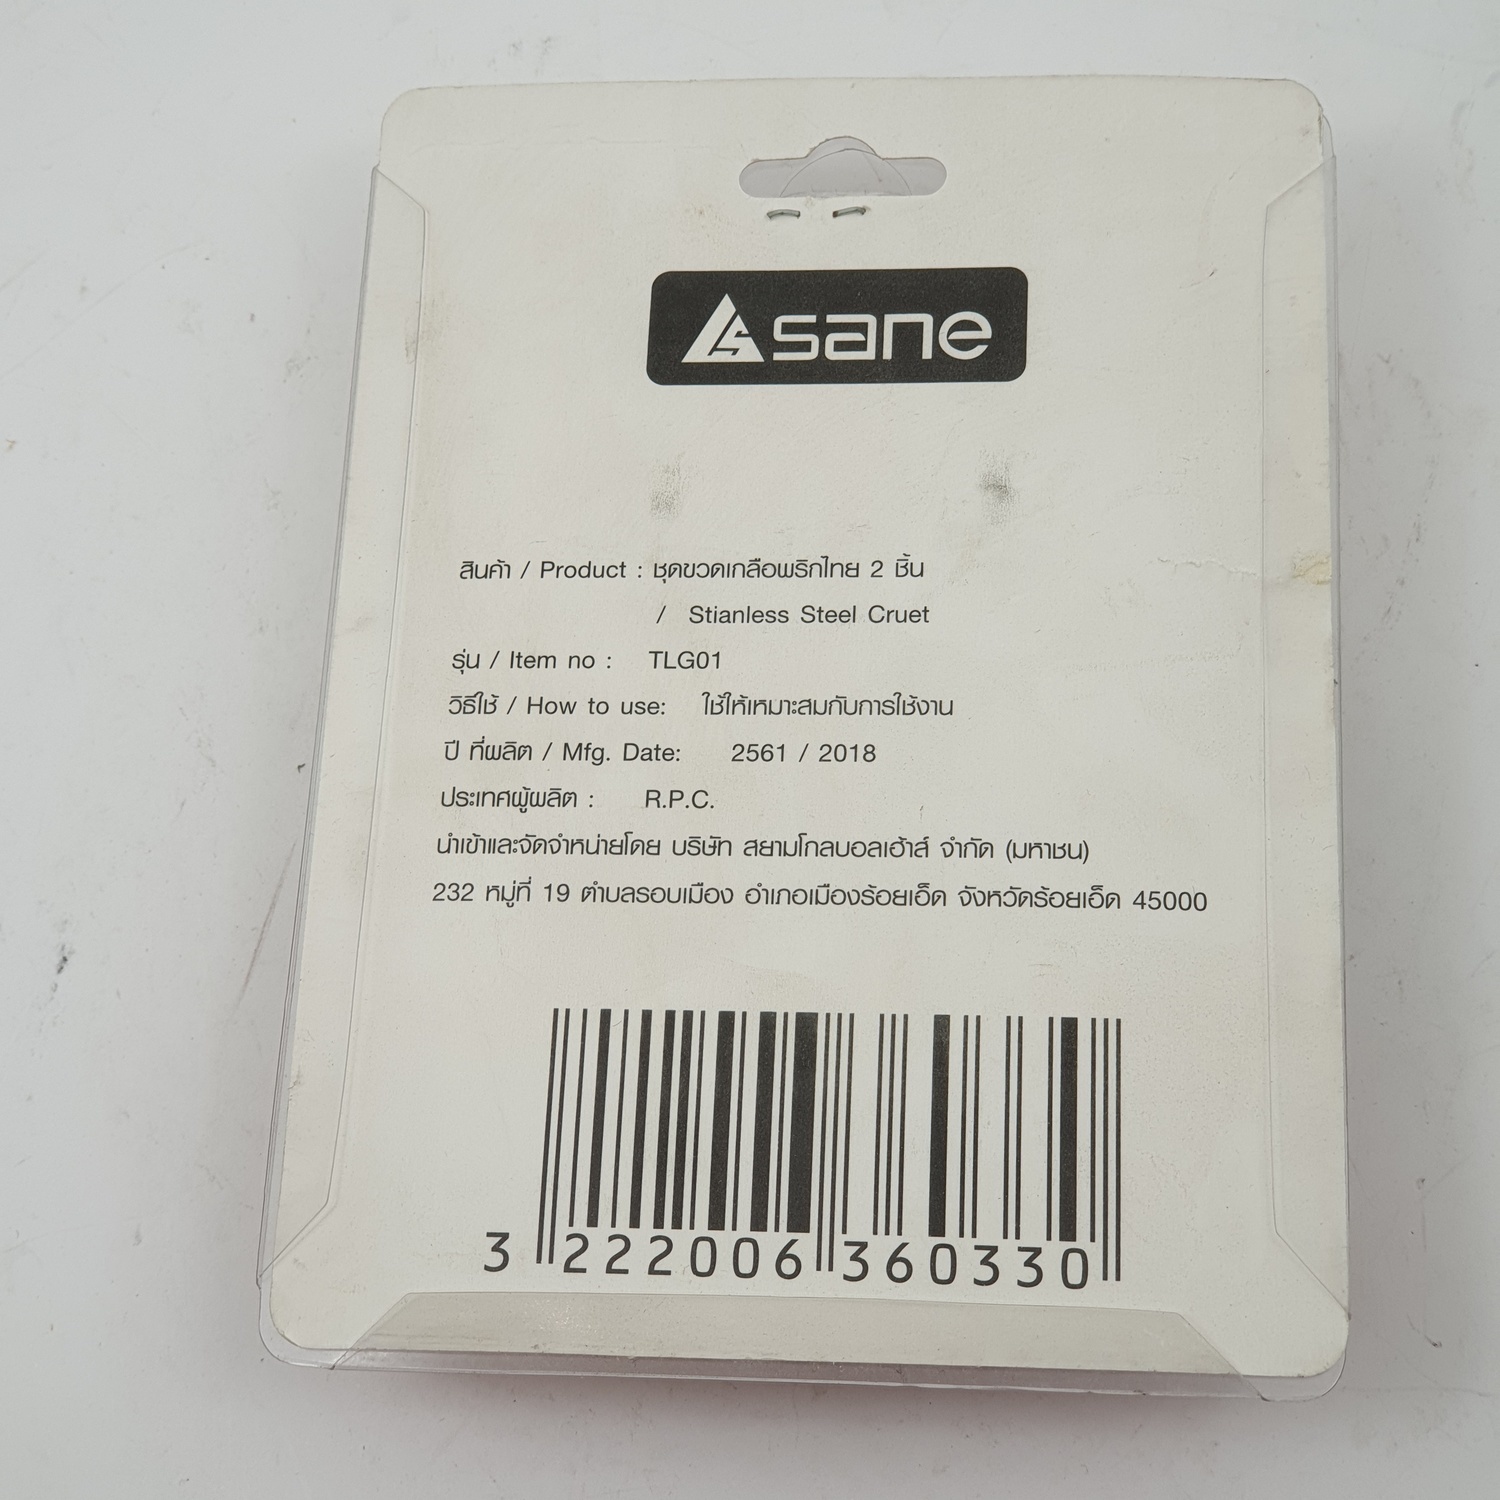 sane
สินค้า / Product : ชุดขวดเกลือพริกไทย 2 ชิ้น
/ Stianless Steel Cruet
รุ่น / Item no : TLG01
วิธีใช้ / How to use: ใช้ให้เหมาะสมกับการใช้งาน
ปี ที่ผลิต / Mfg. Date: 2561 / 2018
ประเทศผู้ผลิต : R.P.C.
นำเข้าและจัดจำหน่ายโดย บริษัท สยามโกลบอลเฮ้าส์ จำกัด (มหาชน)
232 หมู่ที่ 19 ตำบลรอบเมือง อำเภอเมืองร้อยเอ็ด จังหวัดร้อยเอ็ด 45000
3 222006 360330